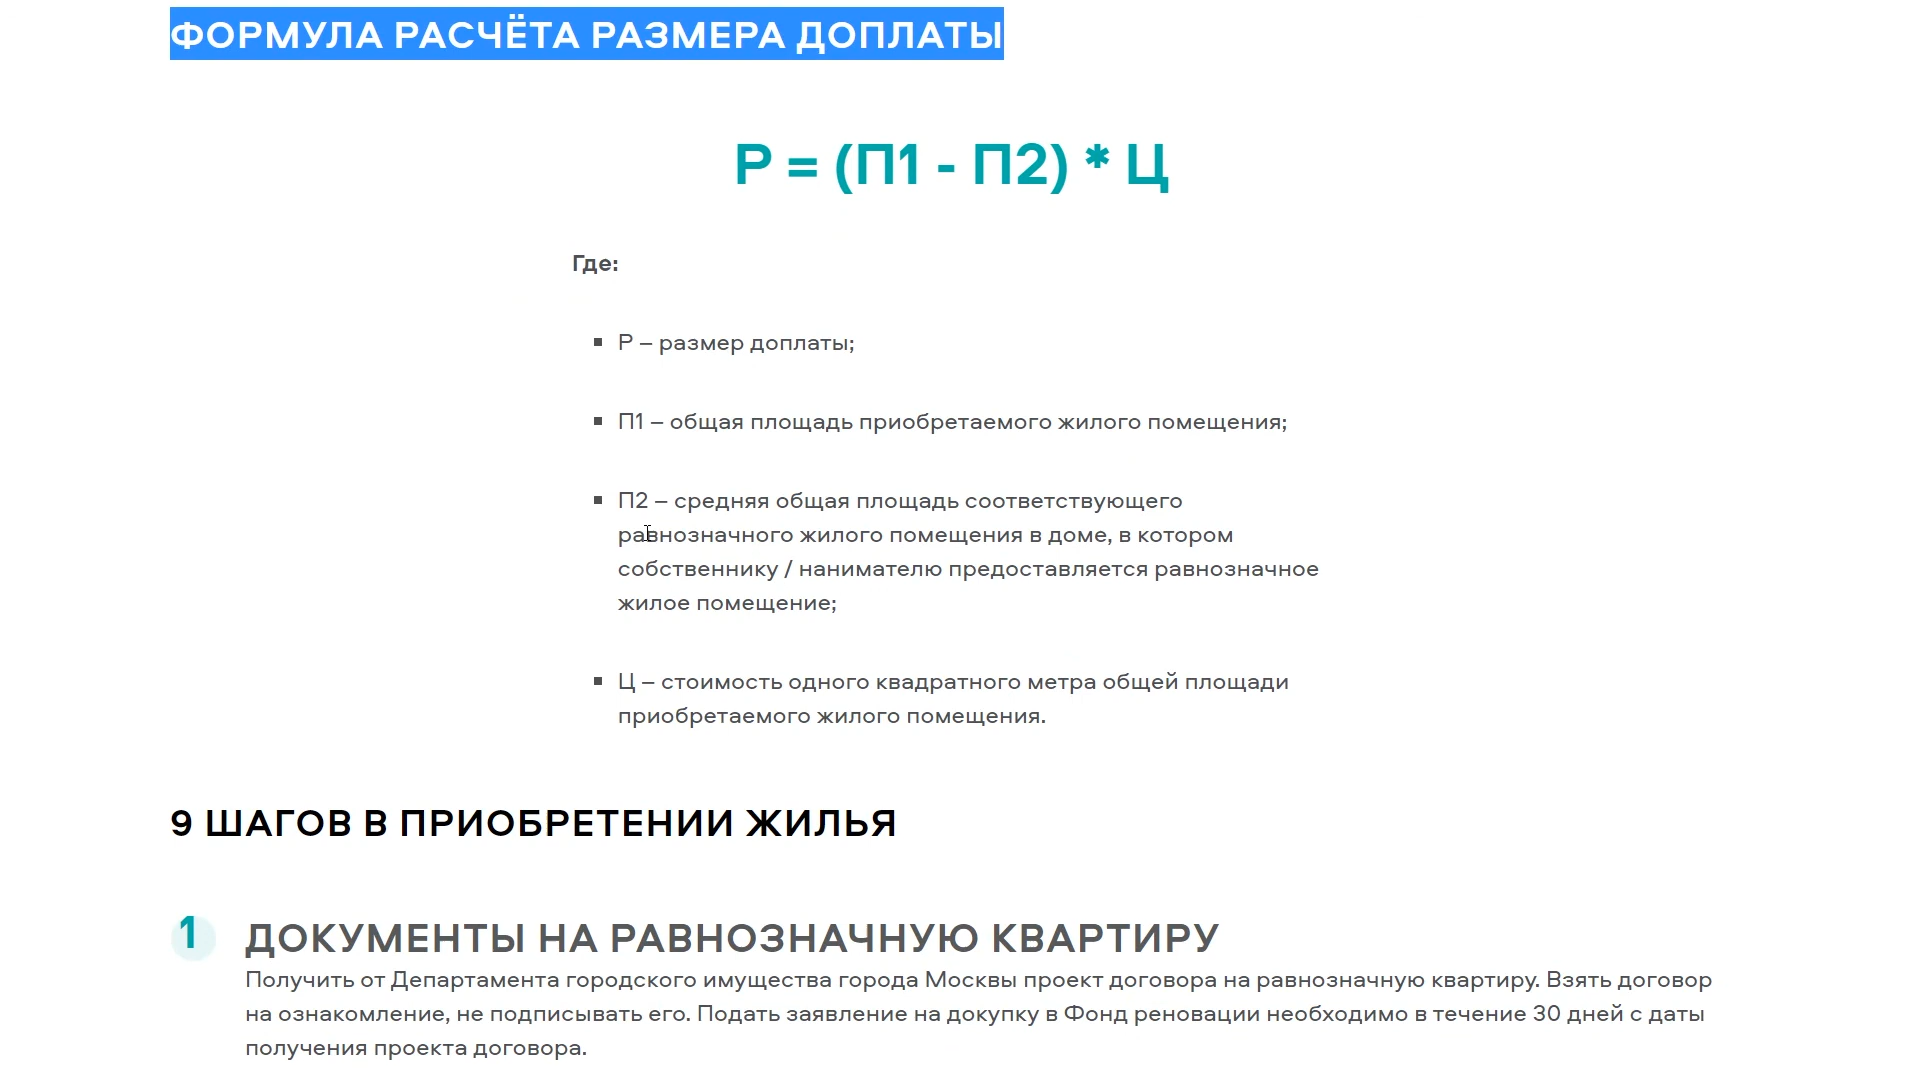 ФОРМУЛА РАСЧЁТА РАЗМЕРА ДОПЛАТЫ
Р = (П1 - П2) * Ц
Где:
Р – размер доплаты;
П1 – общая площадь приобретаемого жилого помещения;
П2 – средняя общая площадь соответствующего
равнозначного жилого помещения в доме, в котором
собственнику / нанимателю предоставляется равнозначное
жилое помещение;
Ц – стоимость одного квадратного метра общей площади
приобретаемого жилого помещения.
9 ШАГОВ В ПРИОБРЕТЕНИИ ЖИЛЬЯ
1 ДОКУМЕНТЫ НА РАВНОЗНАЧНУЮ КВАРТИРУ
Получить от Департамента городского имущества города Москвы проект договора на равнозначную квартиру. Взять договор
на ознакомление, не подписывать его. Подать заявление на докупку в Фонд реновации необходимо в течение 30 дней с даты
получения проекта договора.